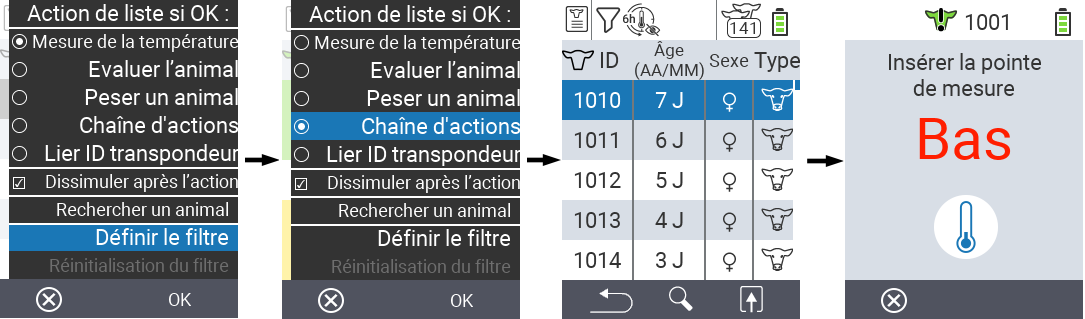 Action de liste si OK :
Mesure de la température
Evaluer l’animal
Peser un animal
Chaîne d'actions
Lier ID transpondeur
Dissimuler après l’action
Rechercher un animal
Définir le filtre
Réinitialisation du filtre
OK
Action de liste si OK :
Mesure de la température
Evaluer l’animal
Peser un animal
Chaîne d'actions
Lier ID transpondeur
Dissimuler après l’action
Rechercher un animal
Définir le filtre
Réinitialisation du filtre
OK
6h 141
ID Âge (AA/MM) Sexe Type
1010 7 J ♀
1011 6 J ♀
1012 5 J ♀
1013 4 J ♀
1014 3 J ♀
1001
Insérer la pointe
de mesure
Bas